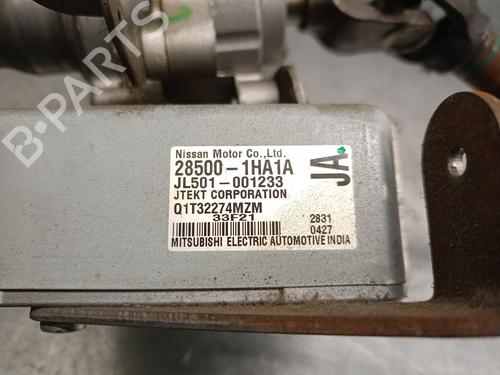 Nissan Motor Co.,Ltd.
28500-1HA1A
JL501-001233
JTEKT CORPORATION
Q1T32274MZM
33F21
2831
0427
MITSUBISHI ELECTRIC AUTOMOTIVE INDIA
JA
B-PARTS